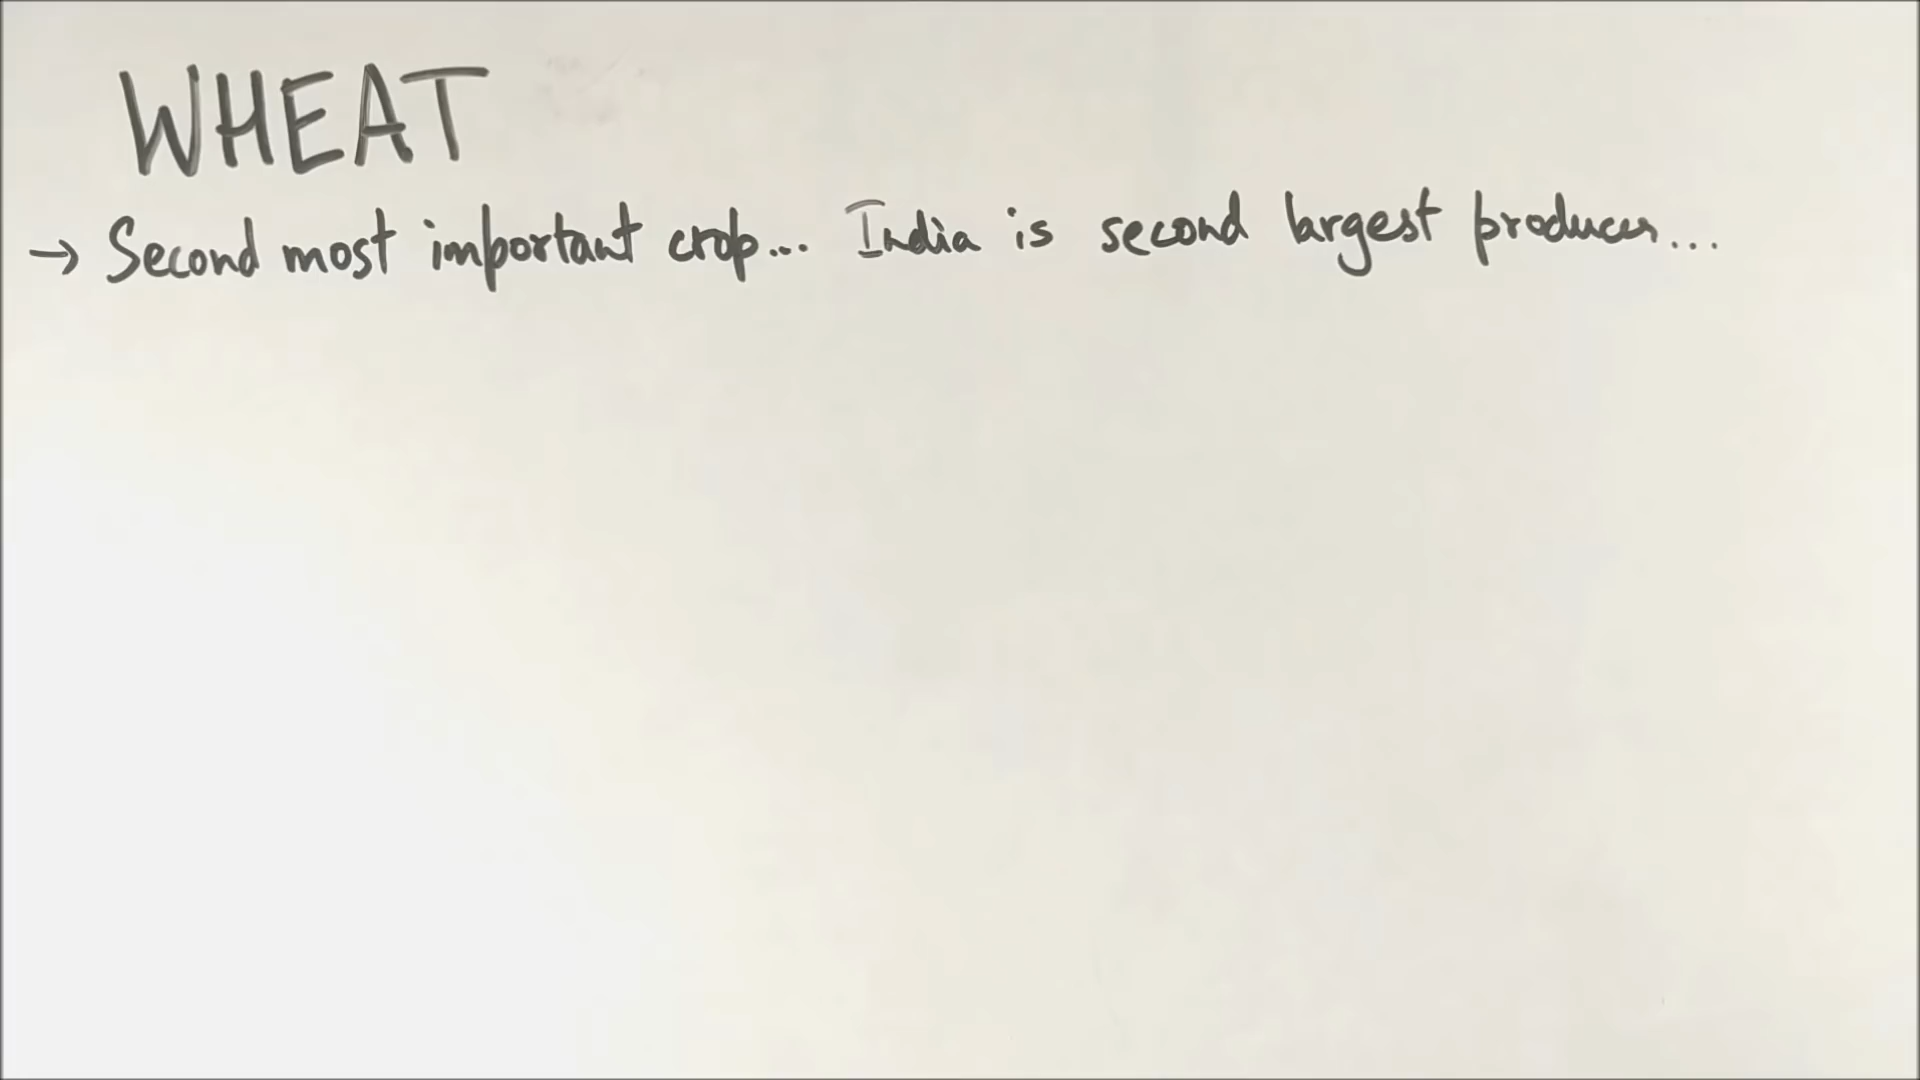 WHEAT
→ Second most important crop... India is second largest producer...